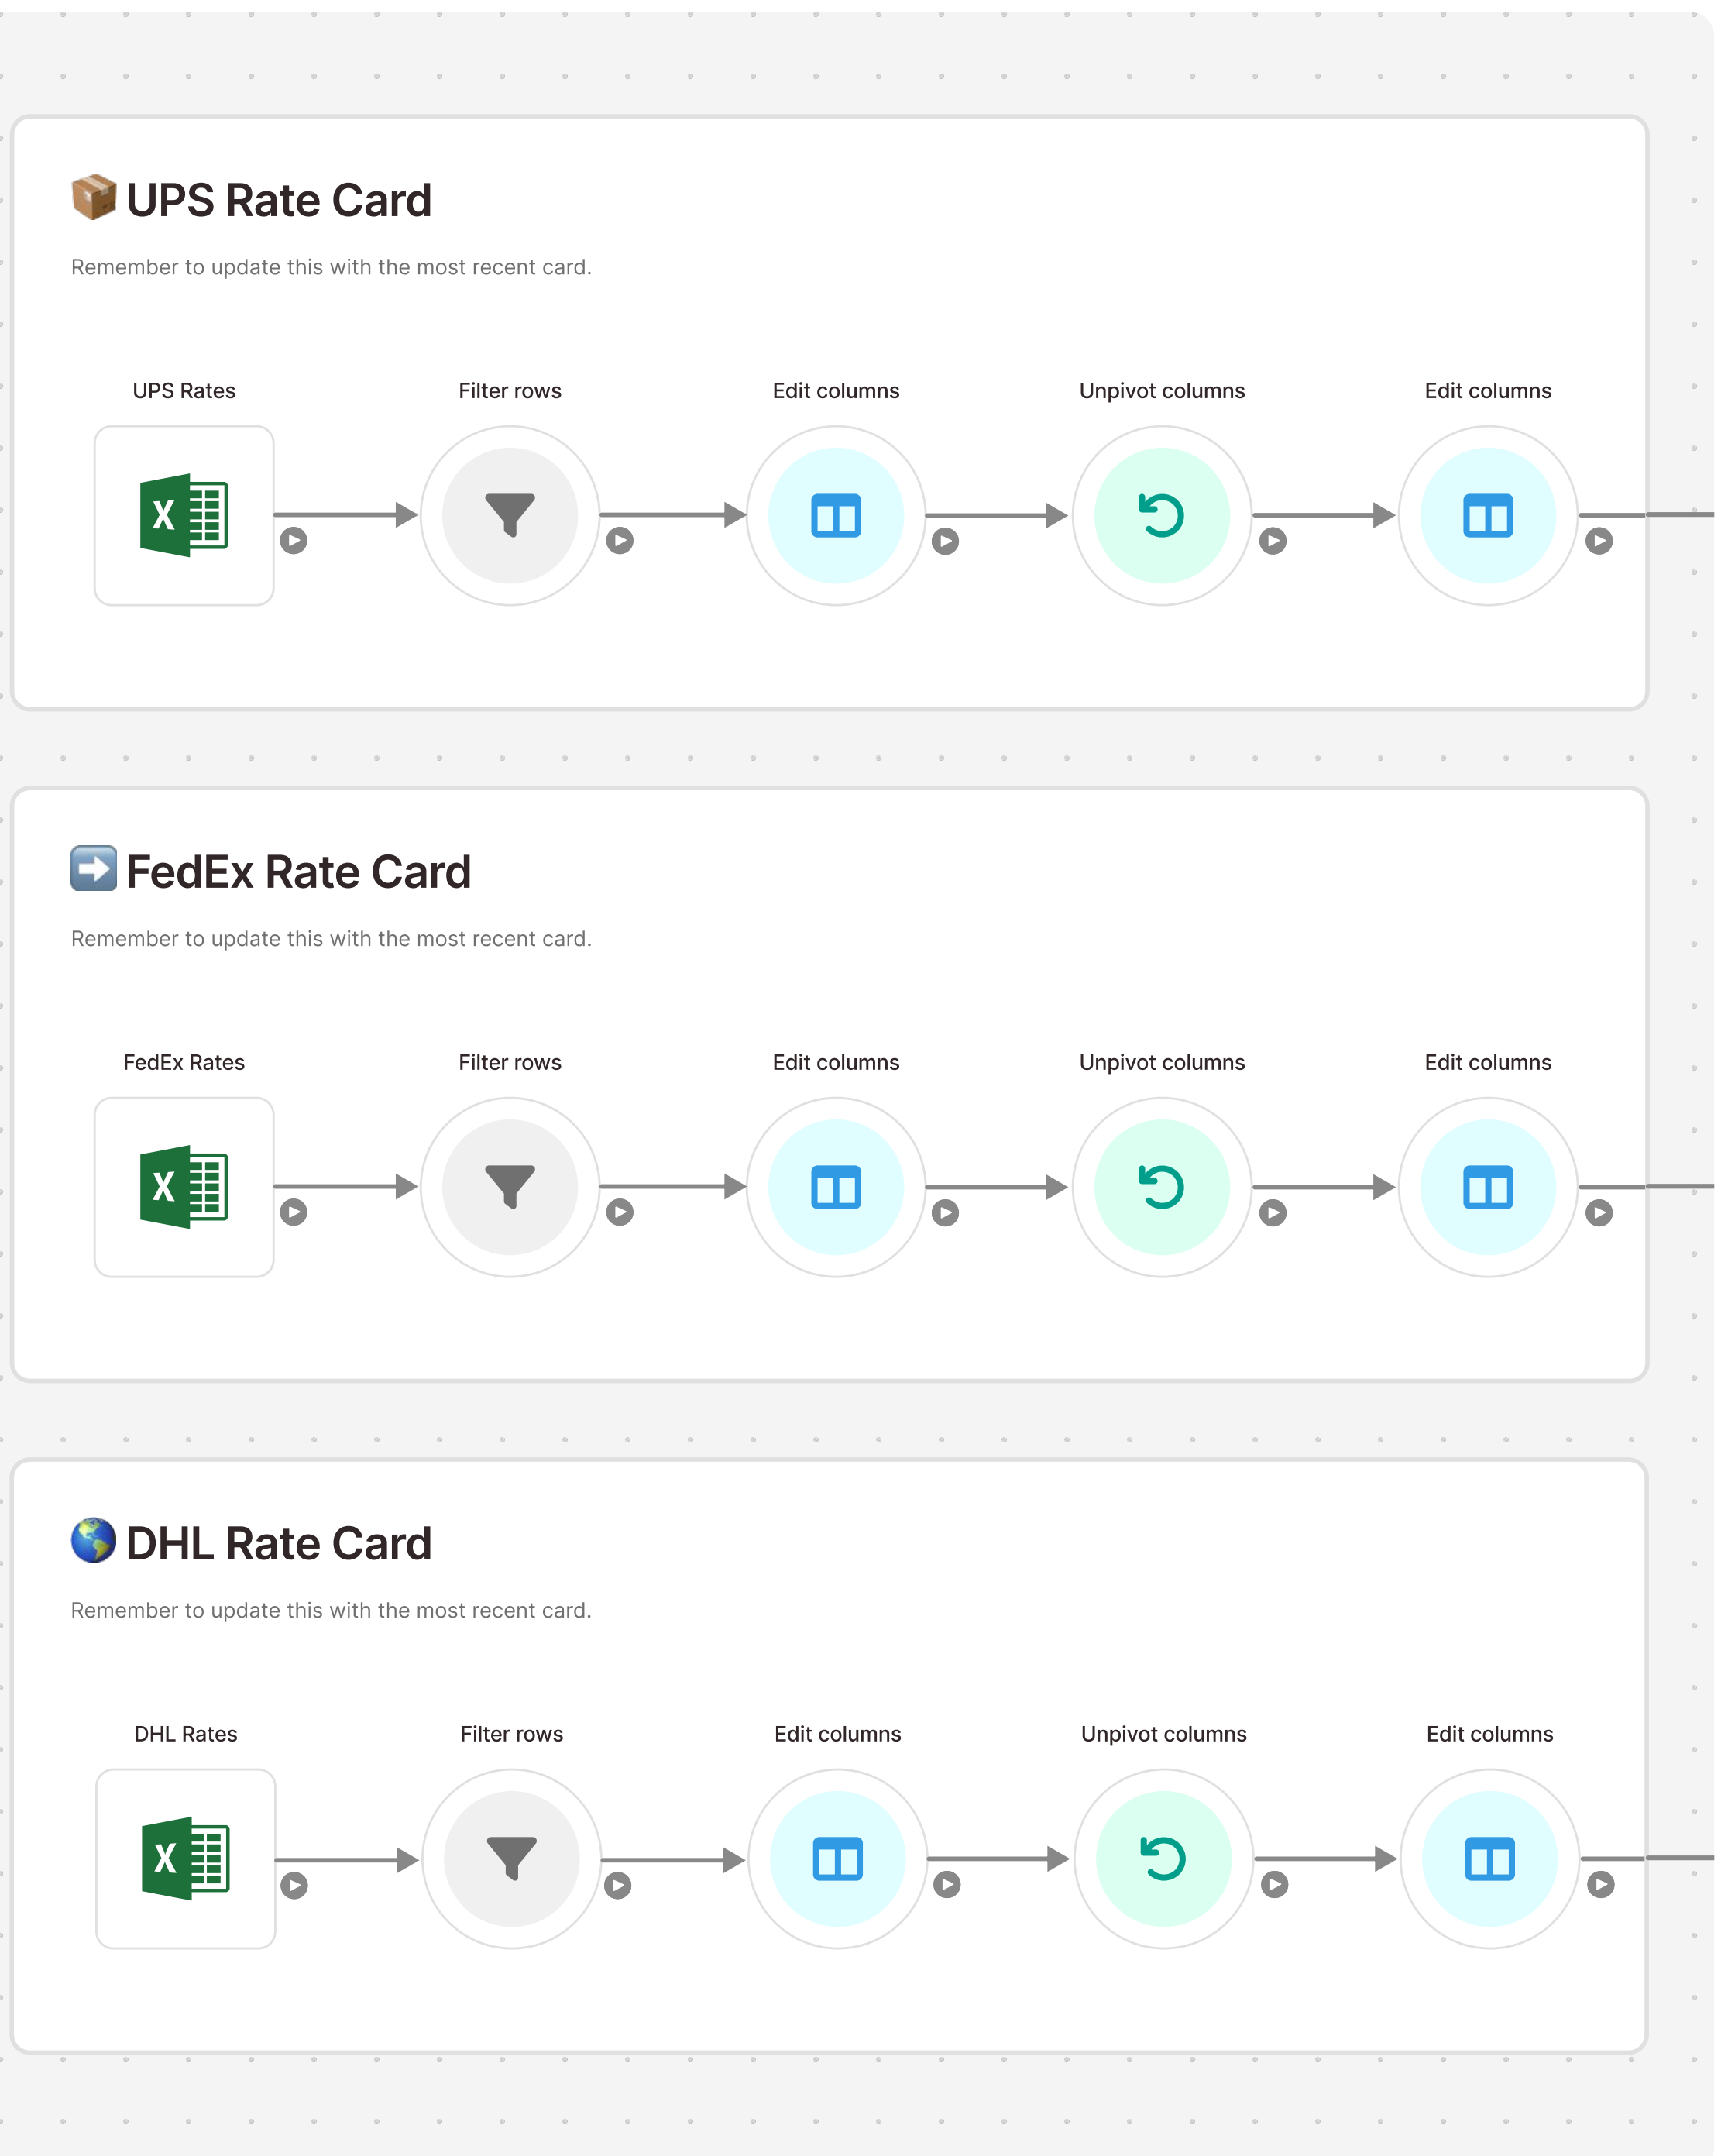 UPS Rate Card
Remember to update this with the most recent card.
UPS Rates
Filter rows
Edit columns
Unpivot columns
Edit columns
X
FedEx Rate Card
Remember to update this with the most recent card.
FedEx Rates
Filter rows
Edit columns
Unpivot columns
Edit columns
X
DHL Rate Card
Remember to update this with the most recent card.
DHL Rates
Filter rows
Edit columns
Unpivot columns
Edit columns
X